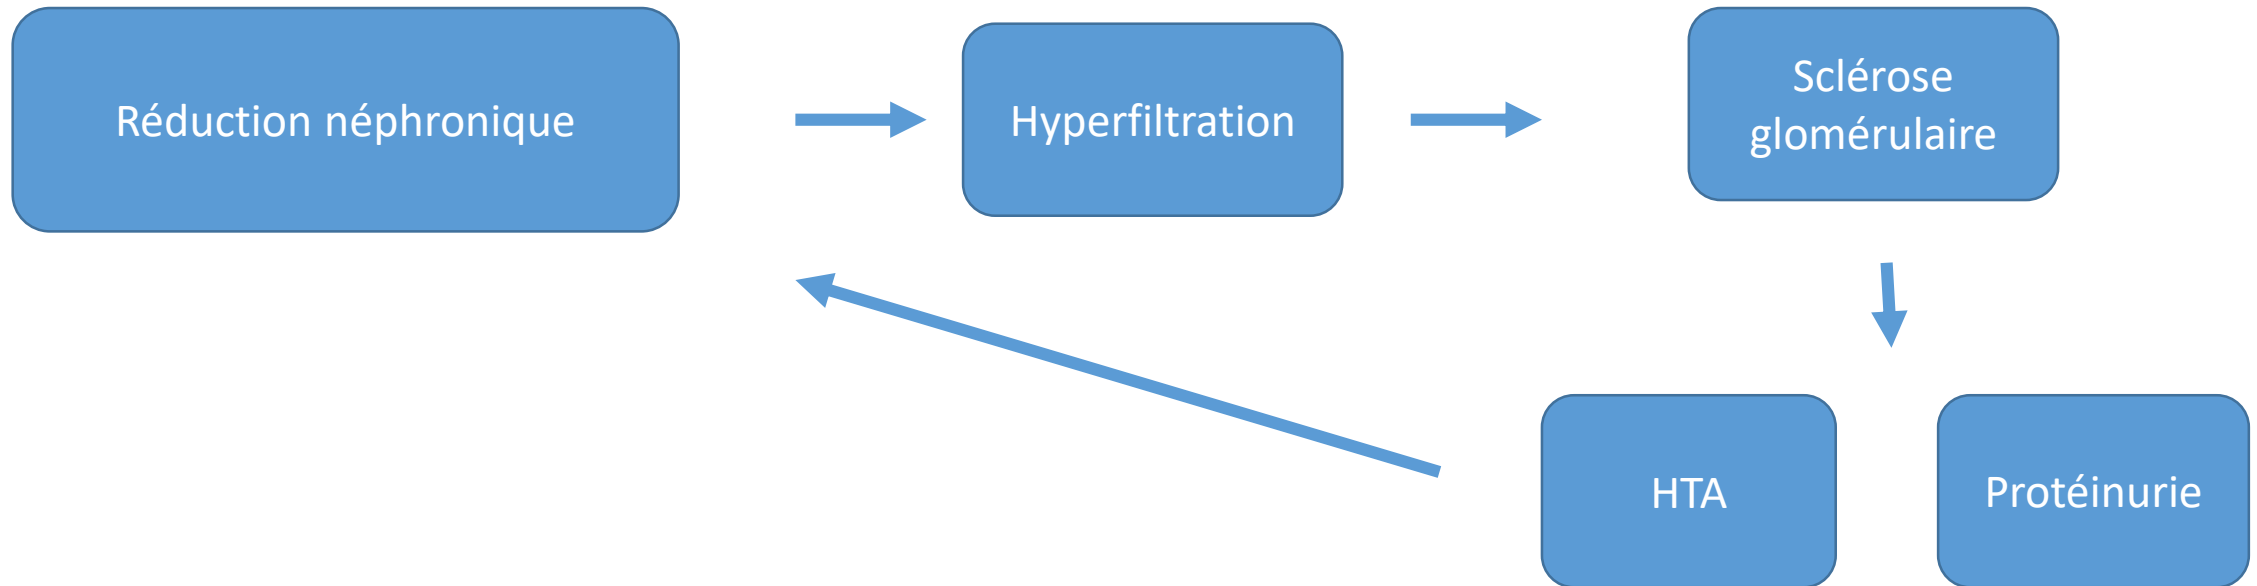 Réduction néphronique
Hyperfiltration
Sclérose
glomérulaire
HTA
Protéinurie